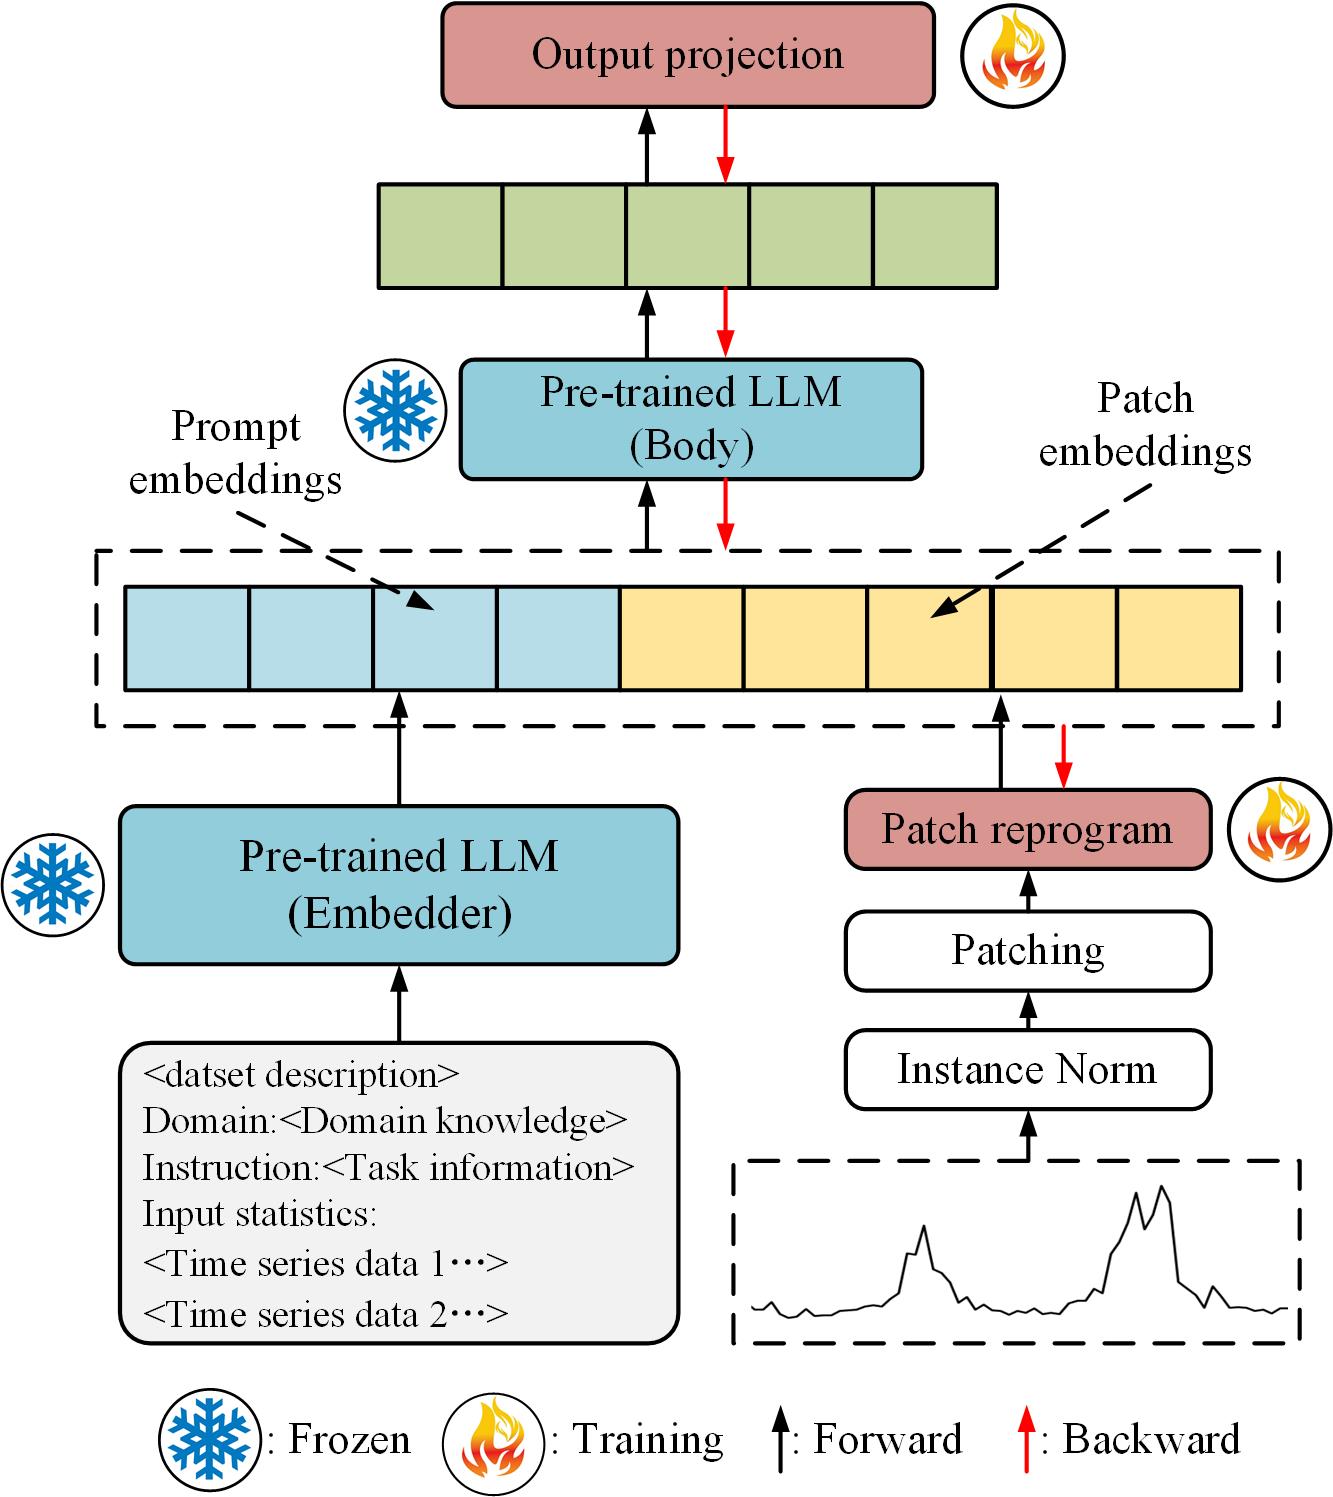 Output projection
Pre-trained LLM
(Body)
Prompt
embeddings
Patch
embeddings
Pre-trained LLM
(Embedder)
Patch reprogram
Patching
Instance Norm
<datset description>
Domain:<Domain knowledge>
Instruction:<Task information>
Input statistics:
<Time series data 1···>
<Time series data 2···>
: Frozen
: Training
: Forward
: Backward